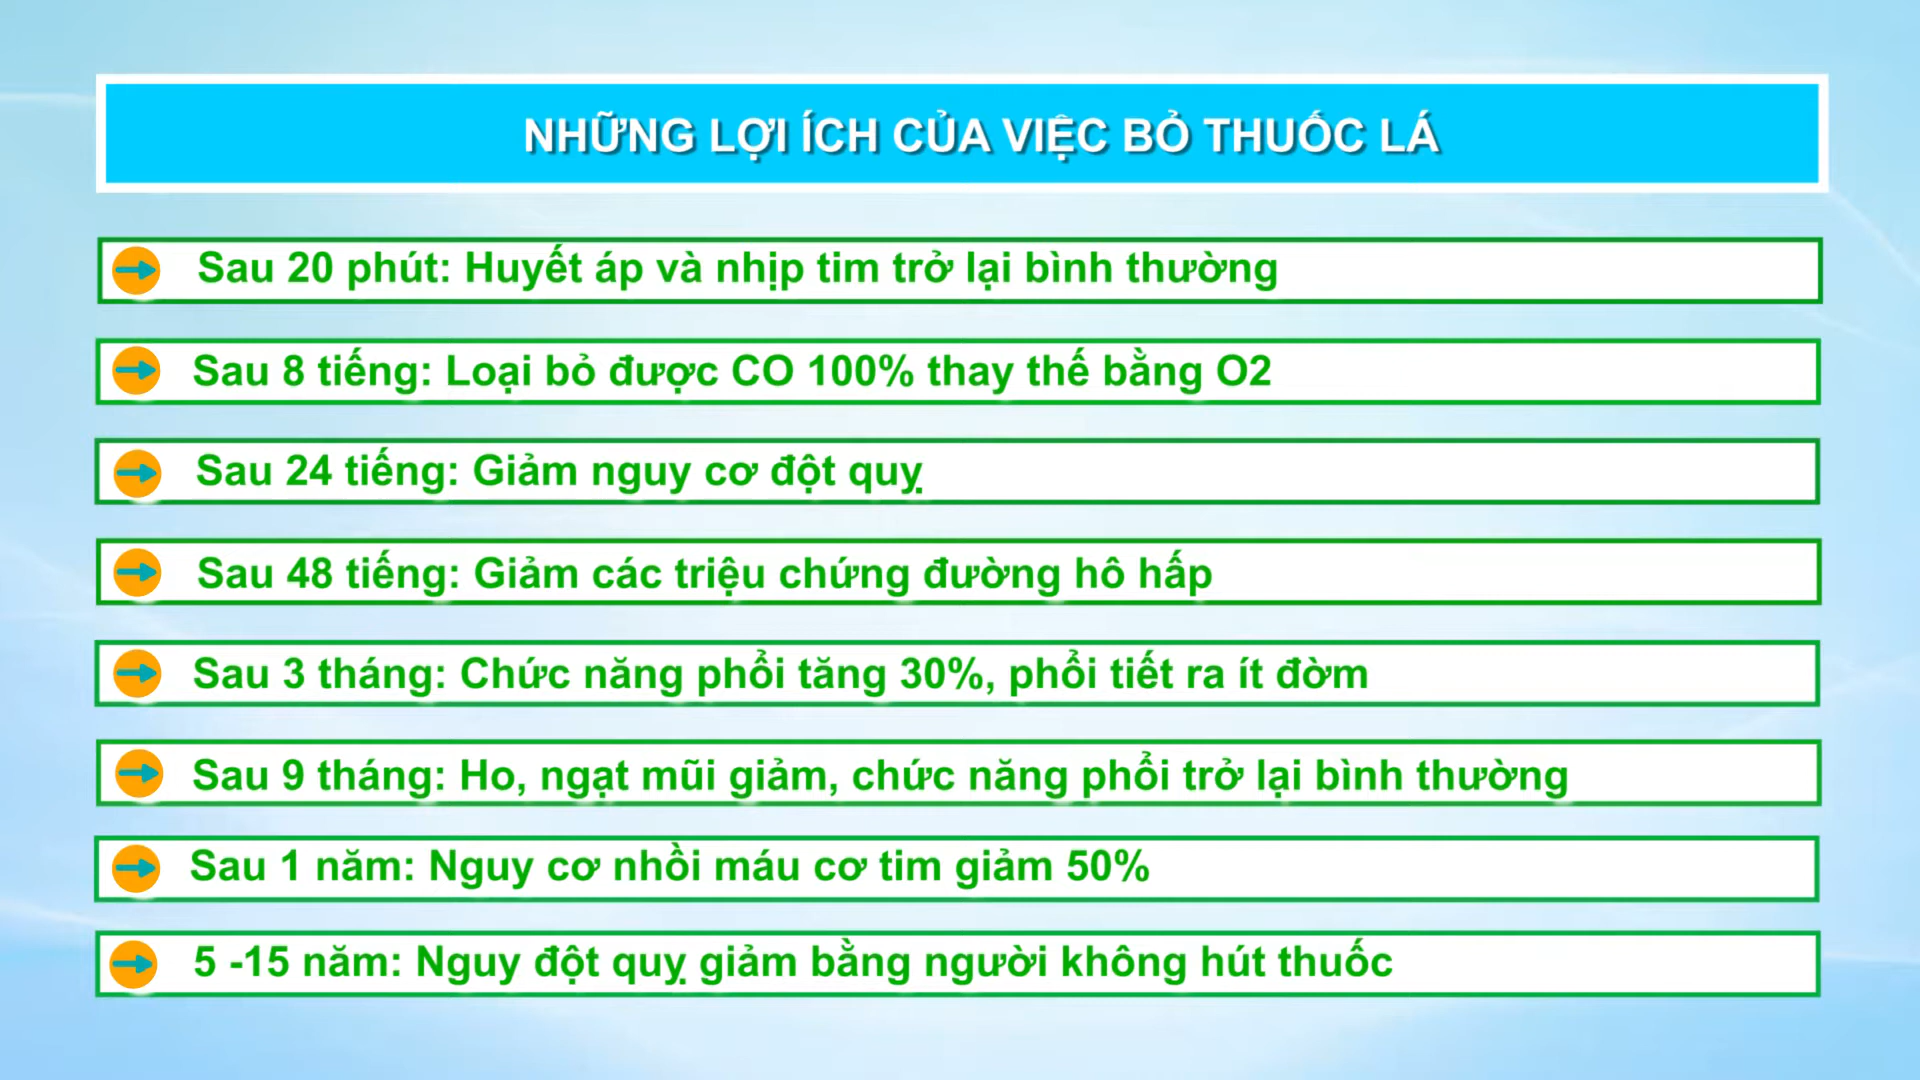 NHỮNG LỢI ÍCH CỦA VIỆC BỎ THUỐC LÁ
Sau 20 phút: Huyết áp và nhịp tim trở lại bình thường
Sau 8 tiếng: Loại bỏ được CO 100% thay thế bằng O2
Sau 24 tiếng: Giảm nguy cơ đột quỵ
Sau 48 tiếng: Giảm các triệu chứng đường hô hấp
Sau 3 tháng: Chức năng phổi tăng 30%, phổi tiết ra ít đờm
Sau 9 tháng: Ho, ngạt mũi giảm, chức năng phổi trở lại bình thường
Sau 1 năm: Nguy cơ nhồi máu cơ tim giảm 50%
5 -15 năm: Nguy đột quỵ giảm bằng người không hút thuốc